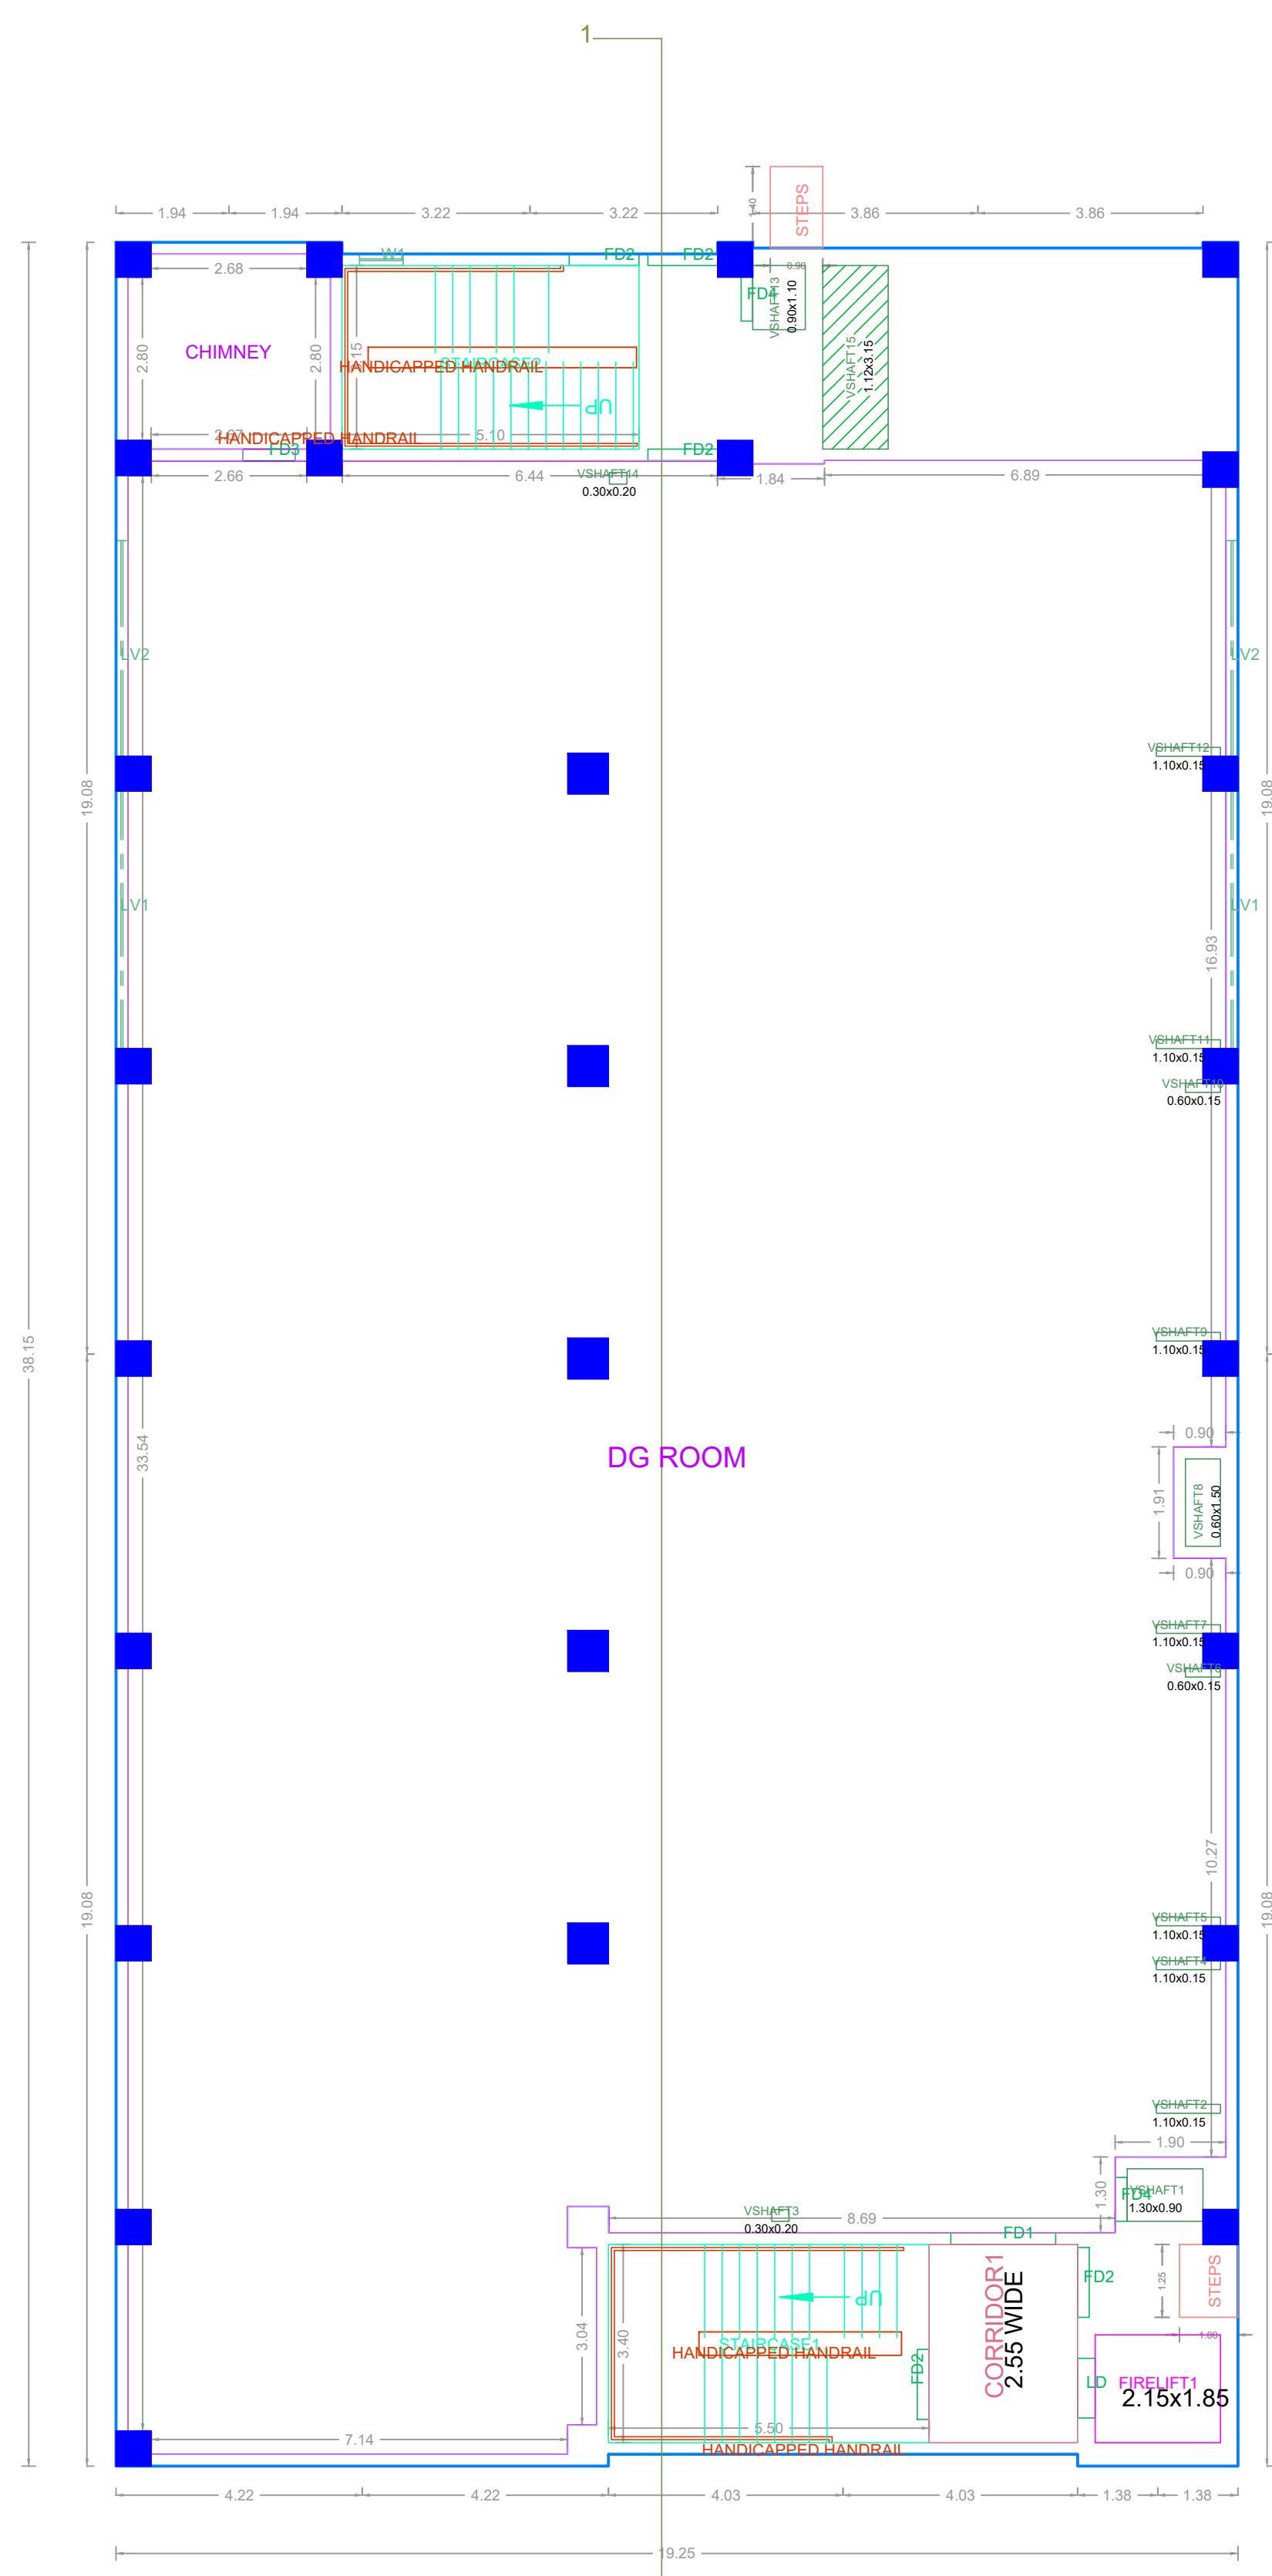 1
STEPS
1.40
1.94
1.94
3.22
3.22
3.86
3.86
W1
FD2
FD2
0.90
2.68
FD4
VSHAFT13
0.90x1.10
CHIMNEY
2.80
2.80
3.15
STAIRCASE2
HANDICAPPED HANDRAIL
VSHAFT15
1.12x3.15
UP
HANDICAPPED HANDRAIL
5.10
FD3
FD2
2.66
6.44
VSHAFT14
0.30x0.20
1.84
6.89
LV2
LV2
VSHAFT12
1.10x0.15
19.08
19.08
LV1
LV1
16.93
VSHAFT11
1.10x0.15
VSHAFT10
0.60x0.15
38.15
VSHAFT9
1.10x0.15
33.54
DG ROOM
0.90
1.91
VSHAFT8
0.60x1.50
0.90
VSHAFT7
1.10x0.15
VSHAFT6
0.60x0.15
10.27
19.08
19.08
VSHAFT5
1.10x0.15
VSHAFT4
1.10x0.15
VSHAFT2
1.10x0.15
1.90
1.30
FD4
VSHAFT1
1.30x0.90
VSHAFT3
0.30x0.20
8.69
FD1
FD2
1.25
STEPS
UP
3.04
3.40
STAIRCASE1
HANDICAPPED HANDRAIL
FD2
CORRIDOR1
2.55 WIDE
1.00
LD
FIRELIFT1
2.15x1.85
5.50
7.14
HANDICAPPED HANDRAIL
4.22
4.22
4.03
4.03
1.38
1.38
19.25